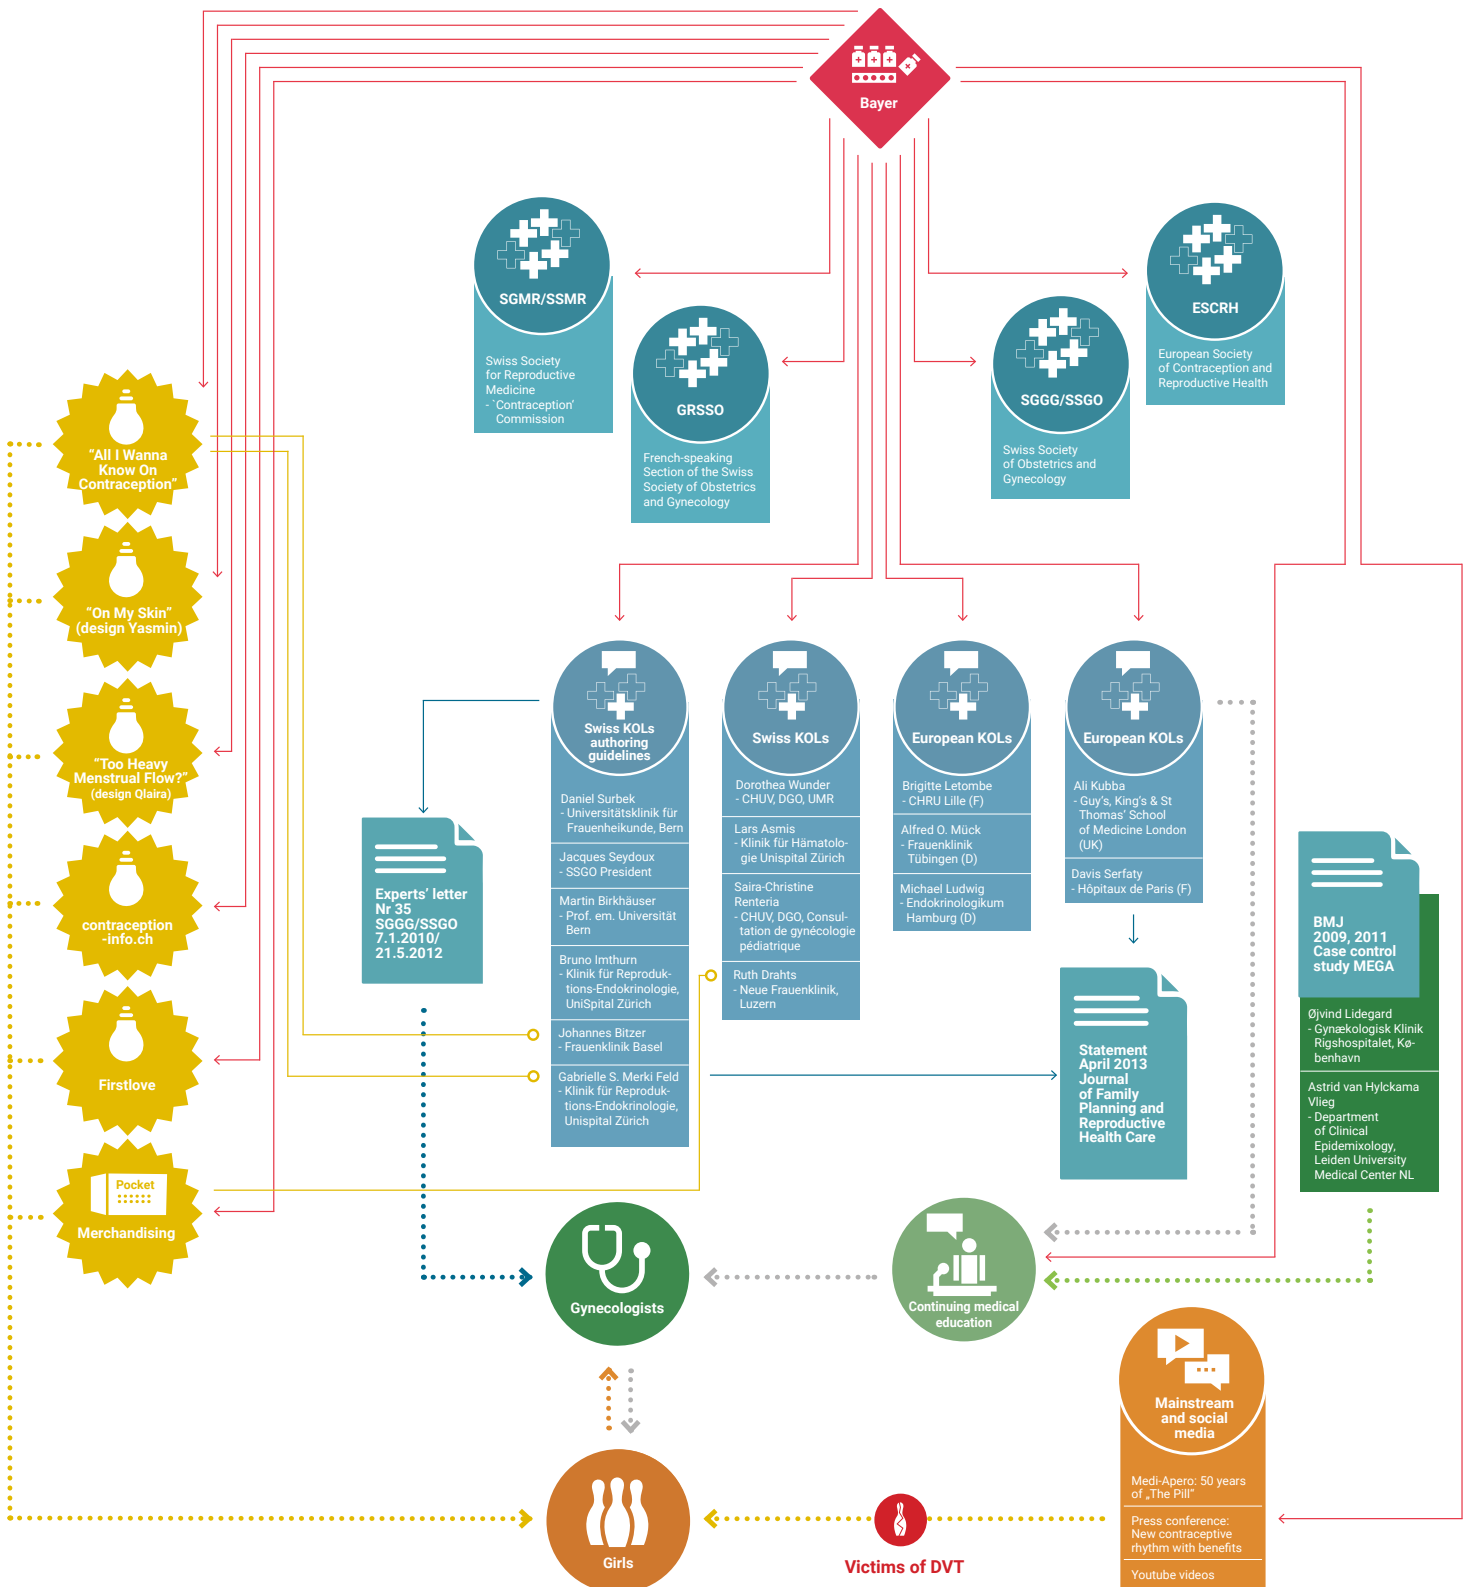 Bayer
SGMR/SSMR
Swiss Society
for Reproductive
Medicine
- `Contraception'
Commission
GRSSO
French-speaking
Section of the Swiss
Society of Obstetrics
and Gynecology
SGGG/SSGO
Swiss Society
of Obstetrics and
Gynecology
ESCRH
European Society
of Contraception and
Reproductive Health
"All I Wanna
Know On
Contraception"
"On My Skin"
(design Yasmin)
"Too Heavy
Menstrual Flow?"
(design Qlaira)
contraception
-info.ch
Firstlove
Pocket
Merchandising
Swiss KOLs
authoring
guidelines
Daniel Surbek
- Universitätsklinik für
Frauenheikunde, Bern
Jacques Seydoux
- SSGO President
Martin Birkhäuser
- Prof. em. Universität
Bern
Bruno Imthurn
- Klinik für Reproduk-
tions-Endokrinologie,
UniSpital Zürich
Johannes Bitzer
- Frauenklinik Basel
Gabrielle S. Merki Feld
- Klinik für Reproduk-
tions-Endokrinologie,
Unispital Zürich
Swiss KOLs
Dorothea Wunder
- CHUV, DGO, UMR
Lars Asmis
- Klinik für Hämatolo-
gie Unispital Zürich
Saira-Christine
Renteria
- CHUV, DGO, Consul-
tation de gynécologie
pédiatrique
Ruth Drahts
- Neue Frauenklinik,
Luzern
European KOLs
Brigitte Letombe
- CHRU Lille (F)
Alfred O. Mück
- Frauenklinik
Tübingen (D)
Michael Ludwig
- Endokrinologikum
Hamburg (D)
European KOLs
Ali Kubba
- Guy's, King's & St
Thomas' School
of Medicine London
(UK)
Davis Serfaty
- Hôpitaux de Paris (F)
Experts' letter
Nr 35
SGGG/SSGO
7.1.2010/
21.5.2012
Statement
April 2013
Journal
of Family
Planning and
Reproductive
Health Care
BMJ
2009, 2011
Case control
study MEGA
Øjvind Lidegard
- Gynækologisk Klinik
Rigshospitalet, Kø-
benhavn
Astrid van Hylckama
Vlieg
- Department
of Clinical
Epidemixology,
Leiden University
Medical Center NL
Gynecologists
Continuing medical
education
Mainstream
and social
media
Medi-Apero: 50 years
of „The Pill“
Press conference:
New contraceptive
rhythm with benefits
Youtube videos
Girls
Victims of DVT